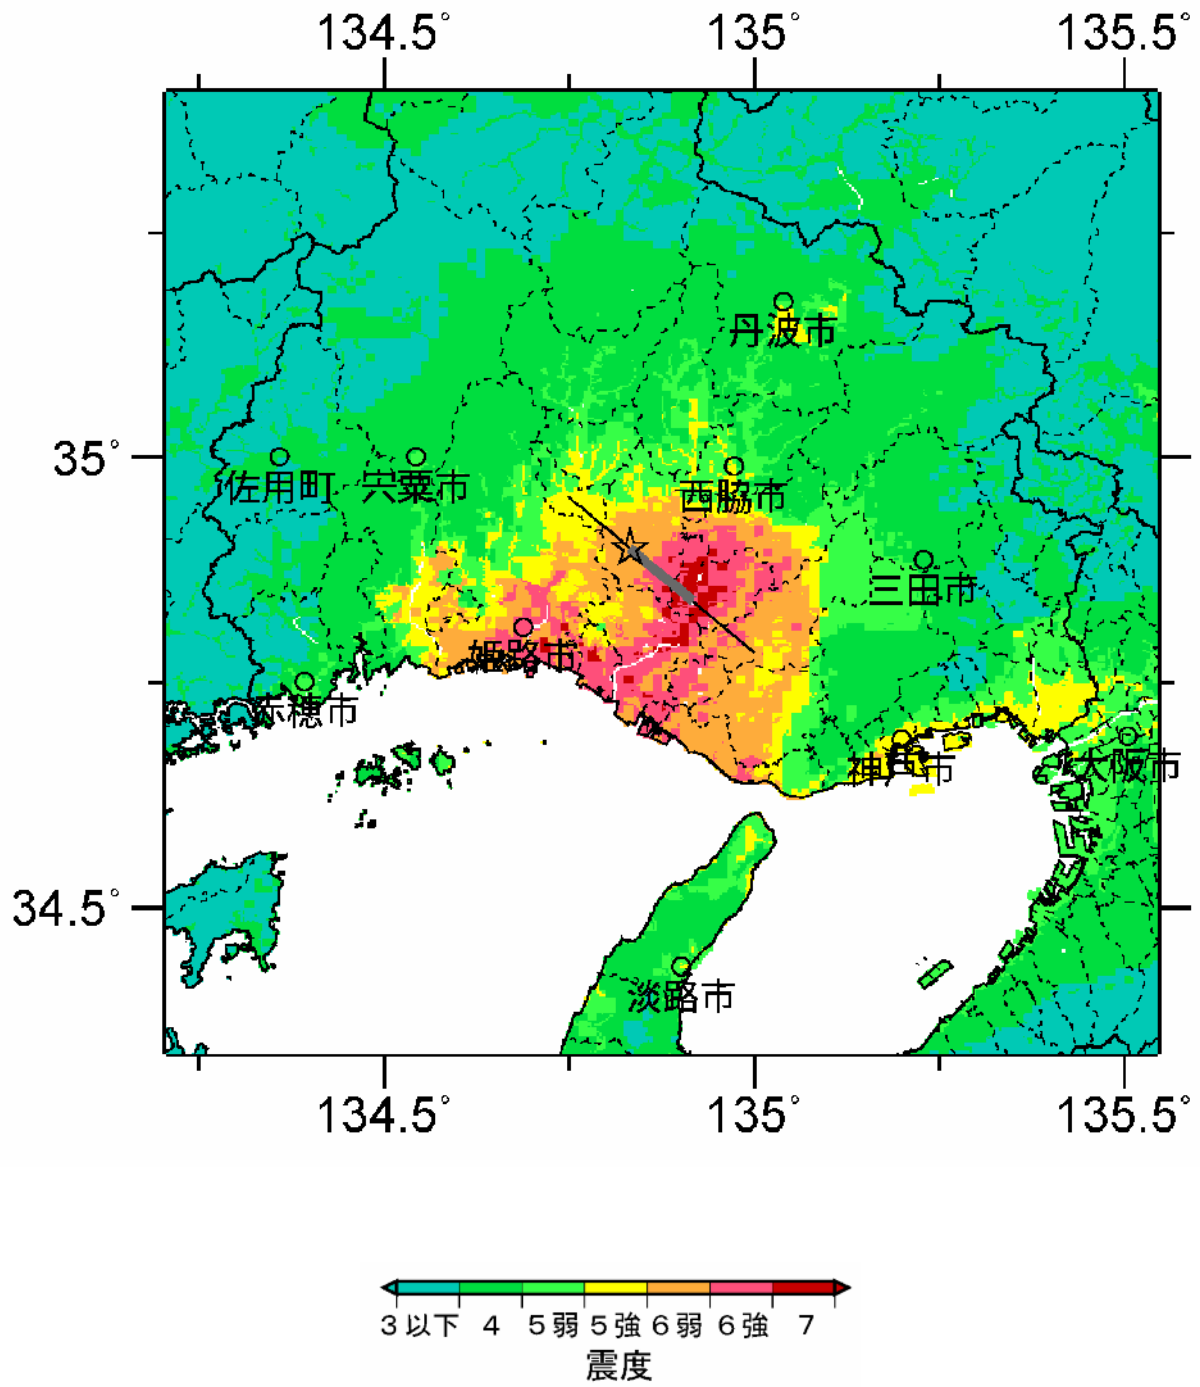 134.5° 135° 135.5°
丹波市
35°
佐用町 宍粟市 西脇市
三田市
姫路市
赤穂市
神戸市 大阪市
34.5°
淡路市
134.5° 135° 135.5°
3以下 4 5弱 5強 6弱 6強 7
震度